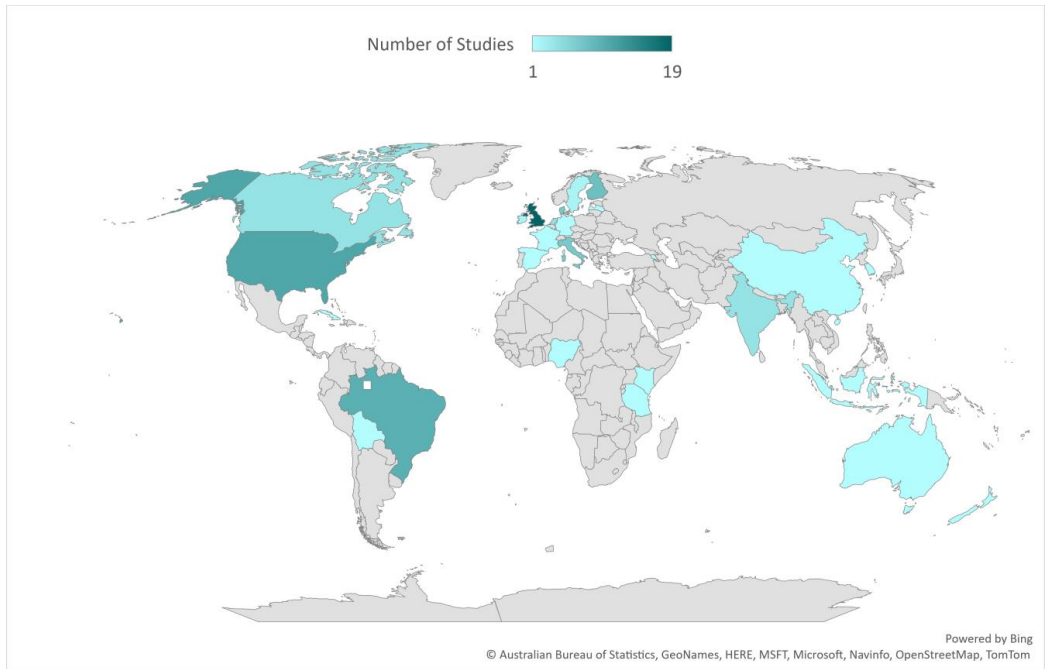 Number of Studies
1 19
Powered by Bing
© Australian Bureau of Statistics, GeoNames, HERE, MSFT, Microsoft, Navinfo, OpenStreetMap, TomTom